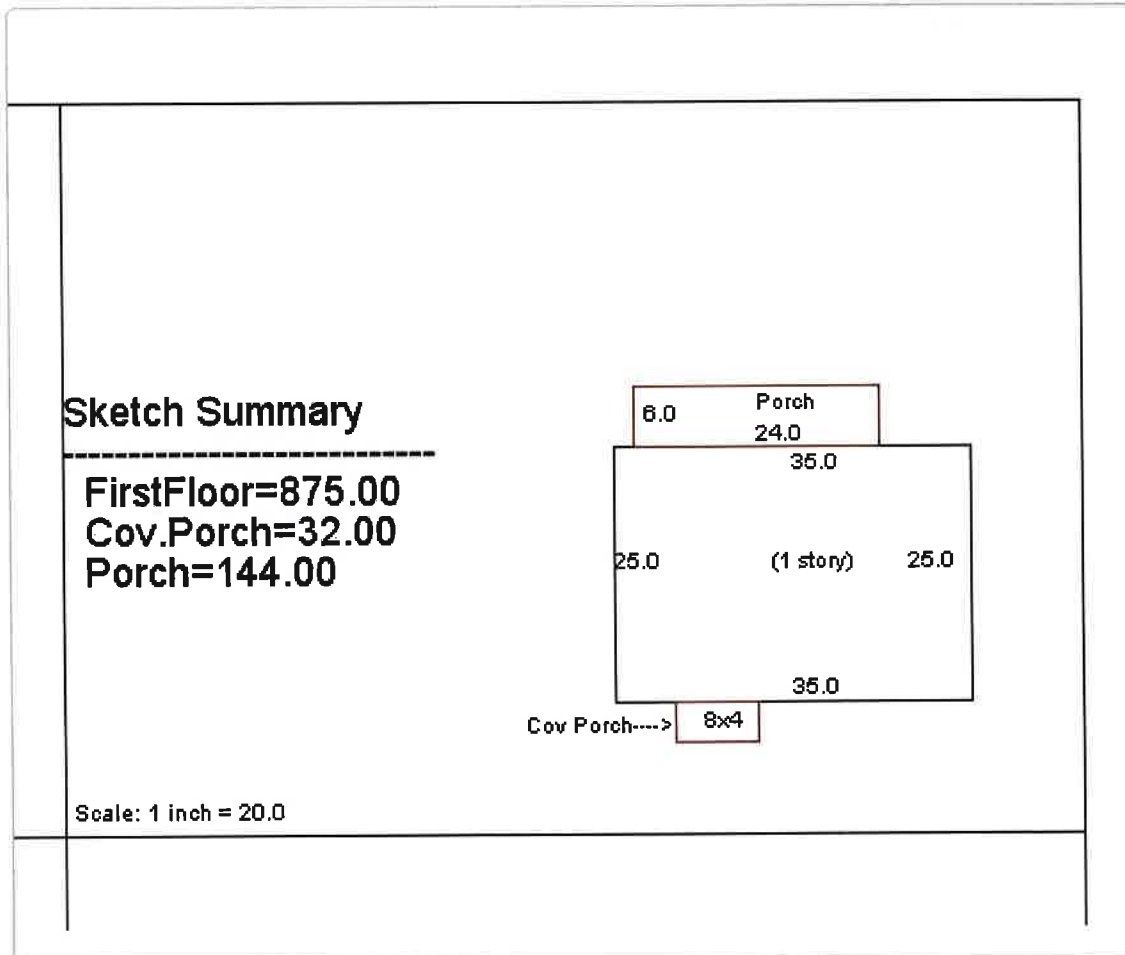 Sketch Summary
----------------------------
FirstFloor=875.00
Cov.Porch=32.00
Porch=144.00
6.0
Porch
24.0
35.0
25.0
(1 story)
25.0
35.0
Cov Porch---->
8x4
Scale: 1 inch = 20.0